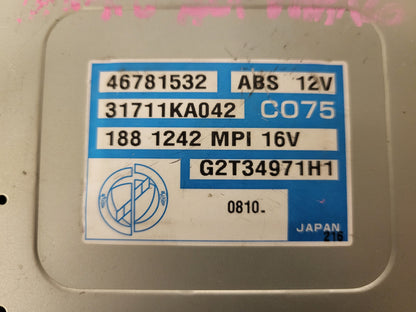 46781532 ABS 12V
31711KA042 C075
188 1242 MPI 16V
G2T34971H1
0810-
JAPAN
216